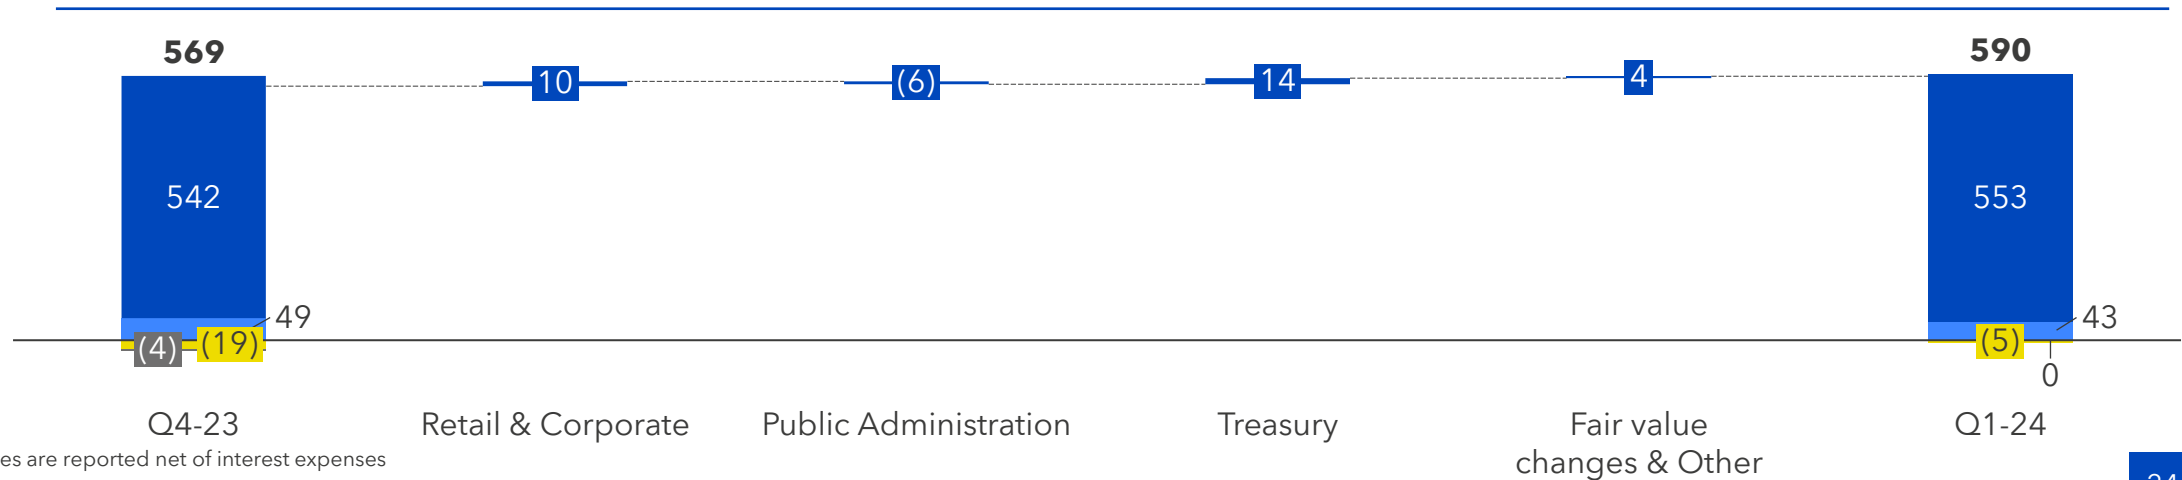 569
590
10
(6)
14
4
542
553
49
43
(4)
(19)
(5)
0
Q4-23
Retail & Corporate
Public Administration
Treasury
Fair value
changes & Other
Q1-24
es are reported net of interest expenses